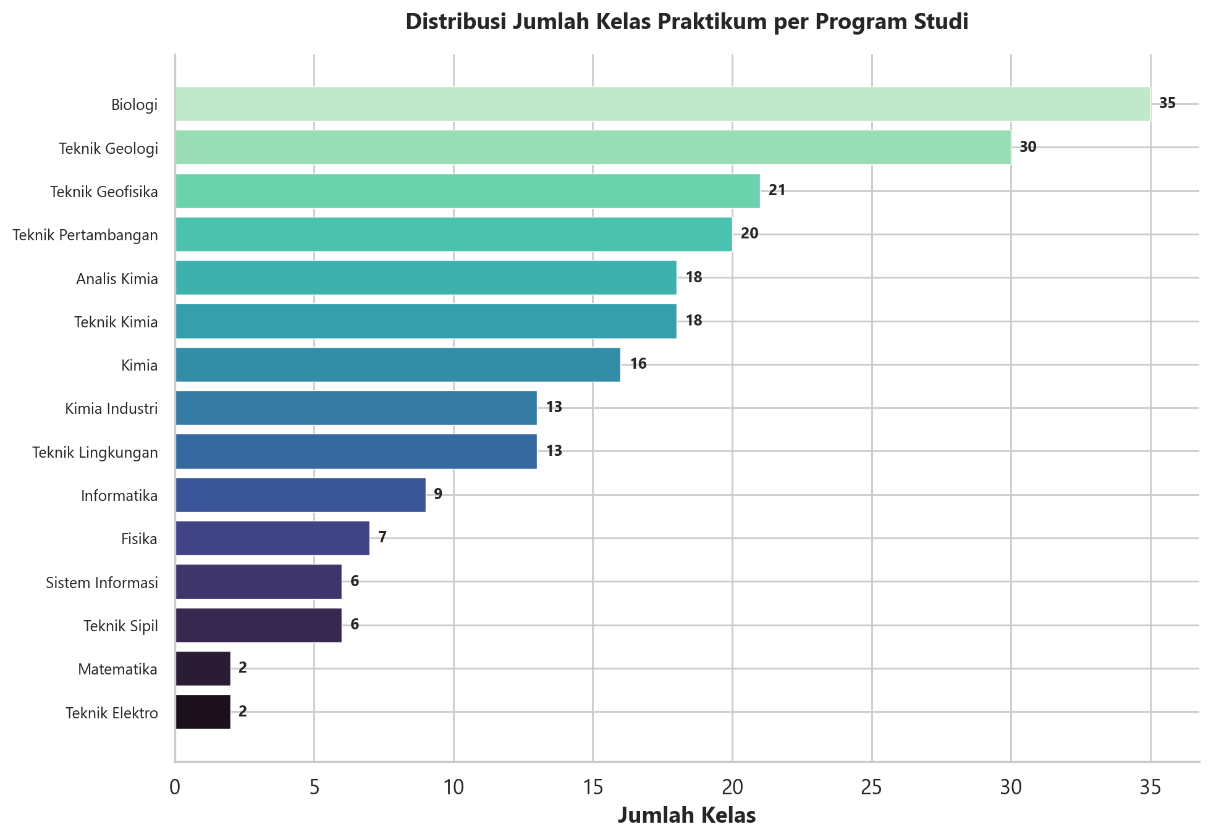 Distribusi Jumlah Kelas Praktikum per Program Studi
Biologi 35
Teknik Geologi 30
Teknik Geofisika 21
Teknik Pertambangan 20
Analis Kimia 18
Teknik Kimia 18
Kimia 16
Kimia Industri 13
Teknik Lingkungan 13
Informatika 9
Fisika 7
Sistem Informasi 6
Teknik Sipil 6
Matematika 2
Teknik Elektro 2
0 5 10 15 20 25 30 35
Jumlah Kelas